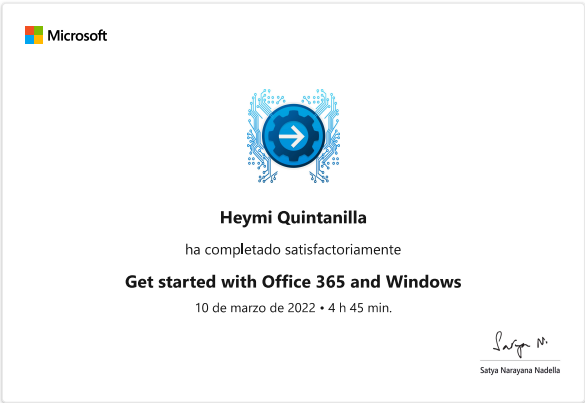 Microsoft
Heymi Quintanilla
ha completado satisfactoriamente
Get started with Office 365 and Windows
10 de marzo de 2022 • 4 h 45 min.
Satya N.
Satya Narayana Nadella